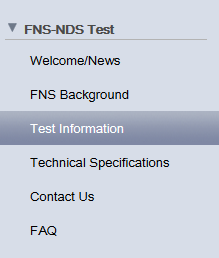 FNS-NDS Test
Welcome/News
FNS Background
Test Information
Technical Specifications
Contact Us
FAQ